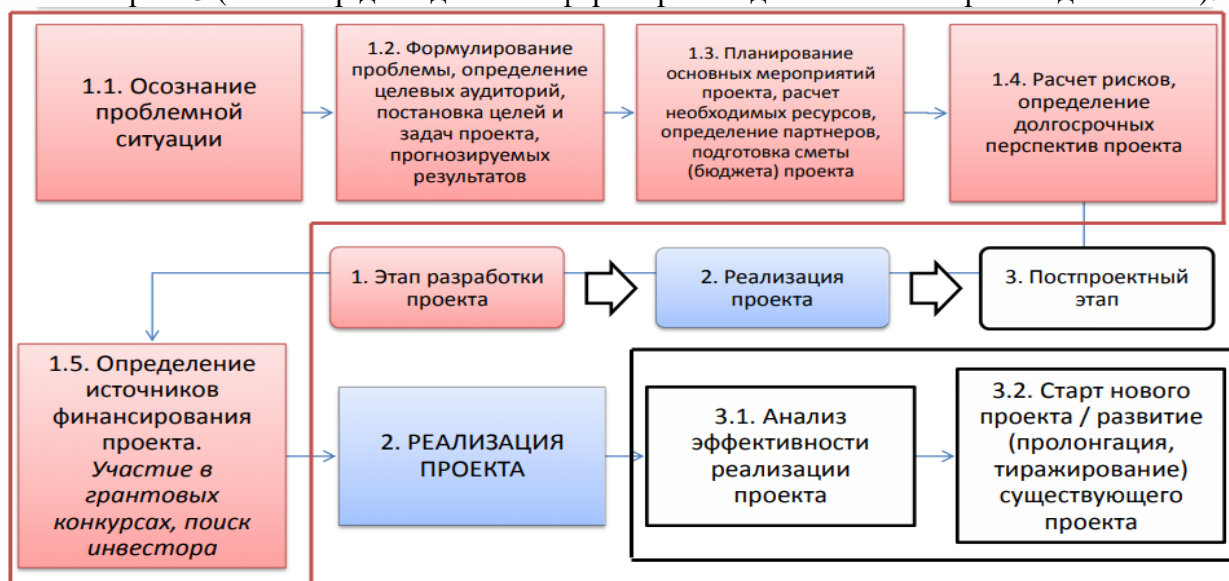 1.1. Осознание
проблемной
ситуации
1.2. Формулирование
проблемы, определение
целевых аудиторий,
постановка целей и
задач проекта,
прогнозируемых
результатов
1.3. Планирование
основных мероприятий
проекта, расчет
необходимых ресурсов,
определение партнеров,
подготовка сметы
(бюджета) проекта
1.4. Расчет рисков,
определение
долгосрочных
перспектив проекта
1. Этап разработки
проекта
2. Реализация
проекта
3. Постпроектный
этап
1.5. Определение
источников
финансирования
проекта.
Участие в
грантовых
конкурсах, поиск
инвестора
2. РЕАЛИЗАЦИЯ
ПРОЕКТА
3.1. Анализ
эффективности
реализации
проекта
3.2. Старт нового
проекта / развитие
(пролонгация,
тиражирование)
существующего
проекта